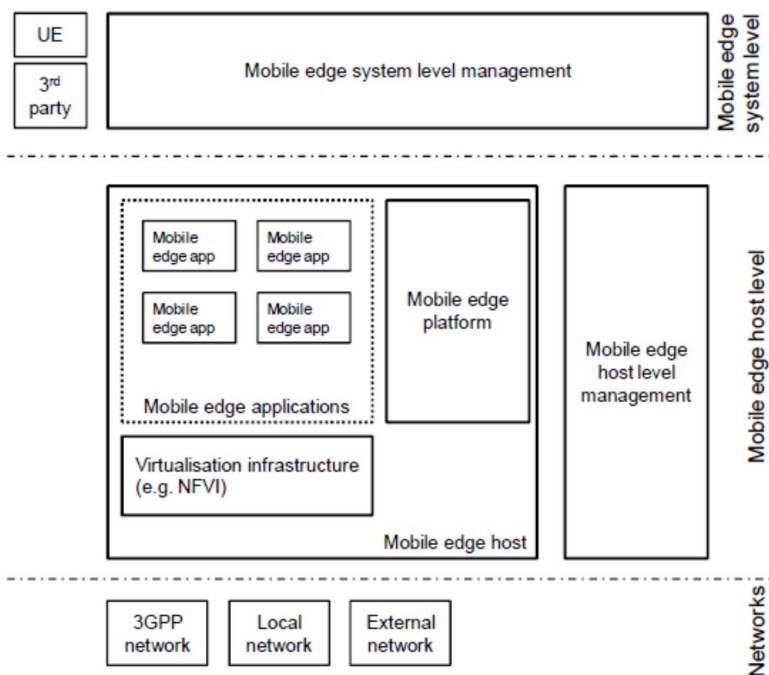 UE
3rd
party
Mobile edge system level management
Mobile edge
system level
Mobile
edge app
Mobile
edge app
Mobile
edge app
Mobile
edge app
Mobile edge applications
Mobile edge
platform
Virtualisation infrastructure
(e.g. NFVI)
Mobile edge host
Mobile edge
host level
management
Mobile edge host level
3GPP
network
Local
network
External
network
Networks